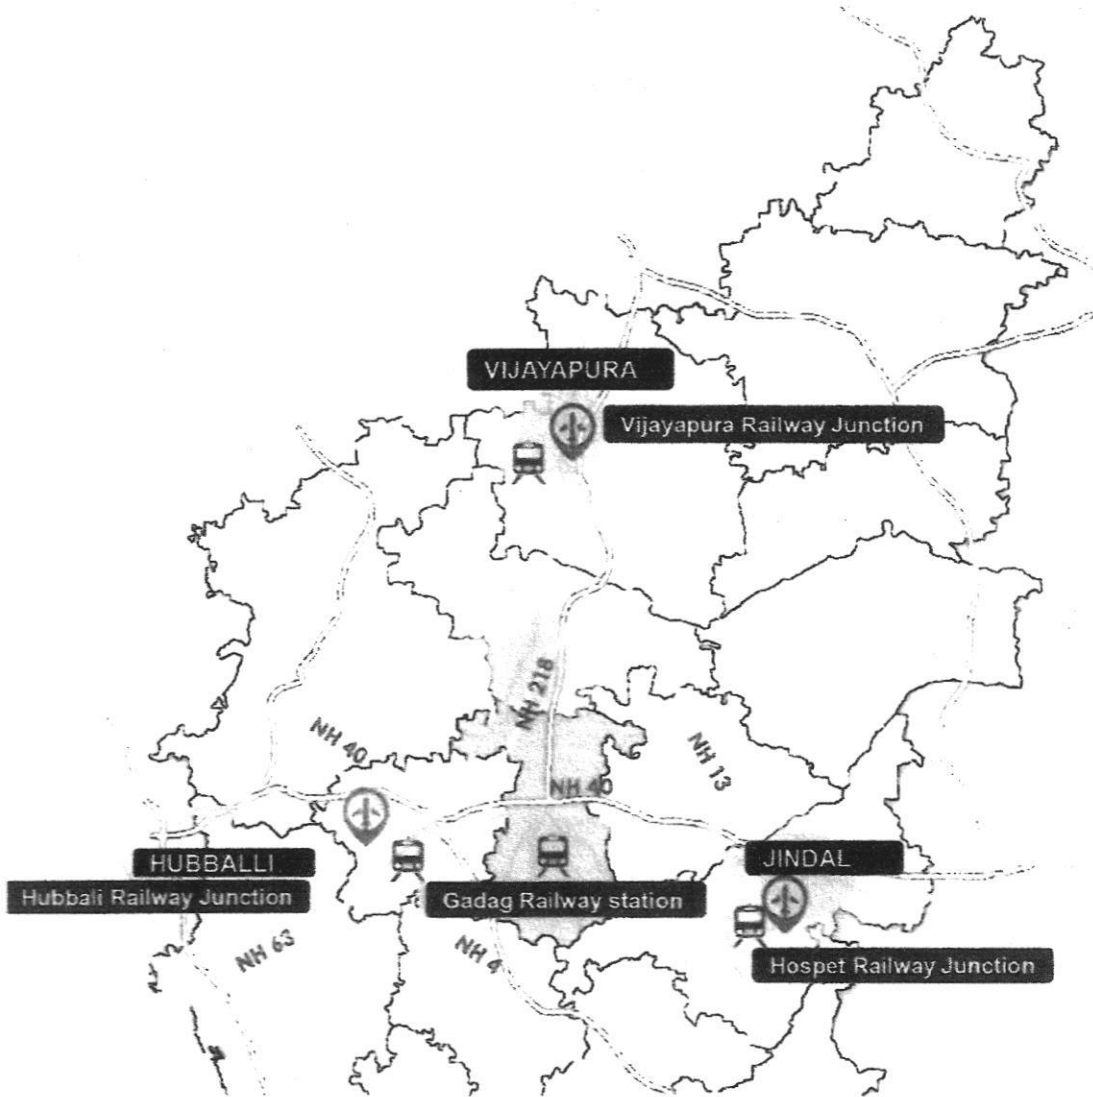 VIJAYAPURA
Vijayapura Railway Junction
NH 218
NH 40
NH 13
NH 40
HUBBALLI
JINDAL
Hubbali Railway Junction
Gadag Railway station
NH 63
NH 4
Hospet Railway Junction